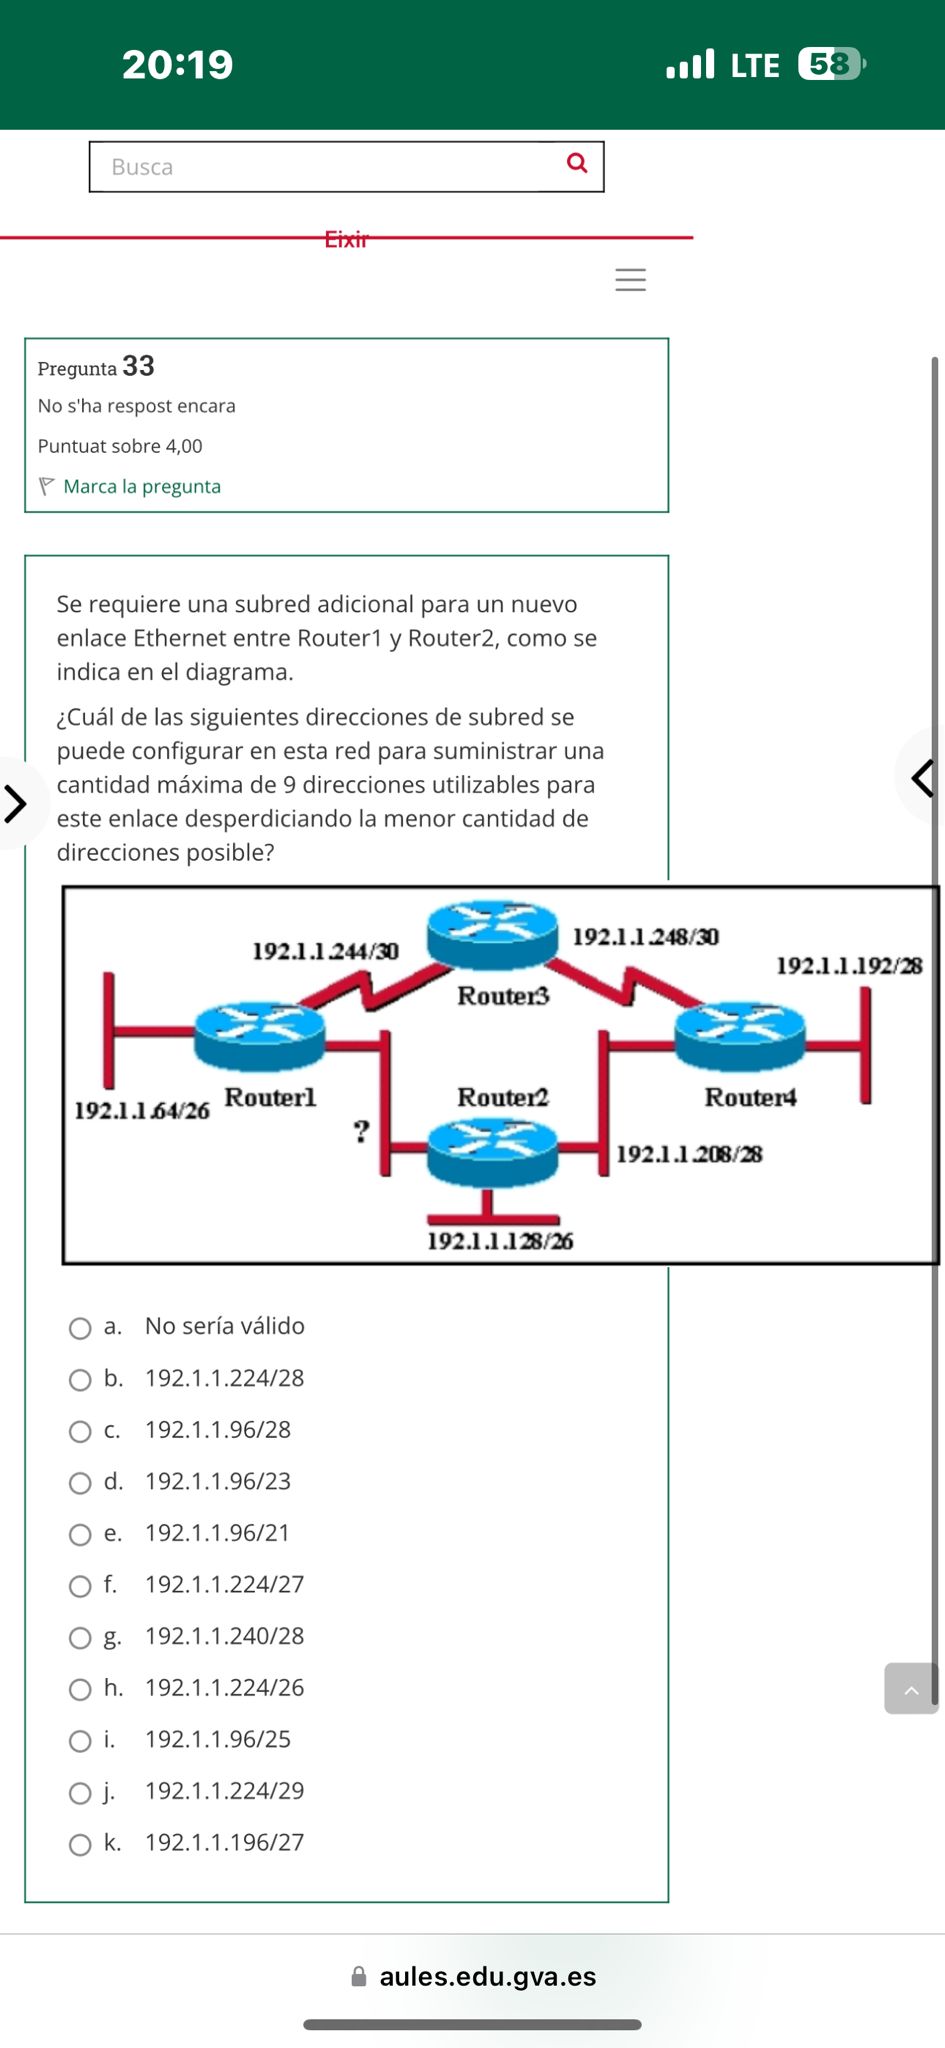 20:19
LTE 58
Busca
Eixir
Pregunta 33
No s'ha respost encara
Puntuat sobre 4,00
Marca la pregunta
Se requiere una subred adicional para un nuevo
enlace Ethernet entre Router1 y Router2, como se
indica en el diagrama.
¿Cuál de las siguientes direcciones de subred se
puede configurar en esta red para suministrar una
cantidad máxima de 9 direcciones utilizables para
este enlace desperdiciando la menor cantidad de
direcciones posible?
192.1.1.244/30
192.1.1.248/30
192.1.1.192/28
Router3
Router1
Router2
Router4
192.1.1.64/26
?
192.1.1.208/28
192.1.1.128/26
a. No sería válido
b. 192.1.1.224/28
c. 192.1.1.96/28
d. 192.1.1.96/23
e. 192.1.1.96/21
f. 192.1.1.224/27
g. 192.1.1.240/28
h. 192.1.1.224/26
i. 192.1.1.96/25
j. 192.1.1.224/29
k. 192.1.1.196/27
aules.edu.gva.es